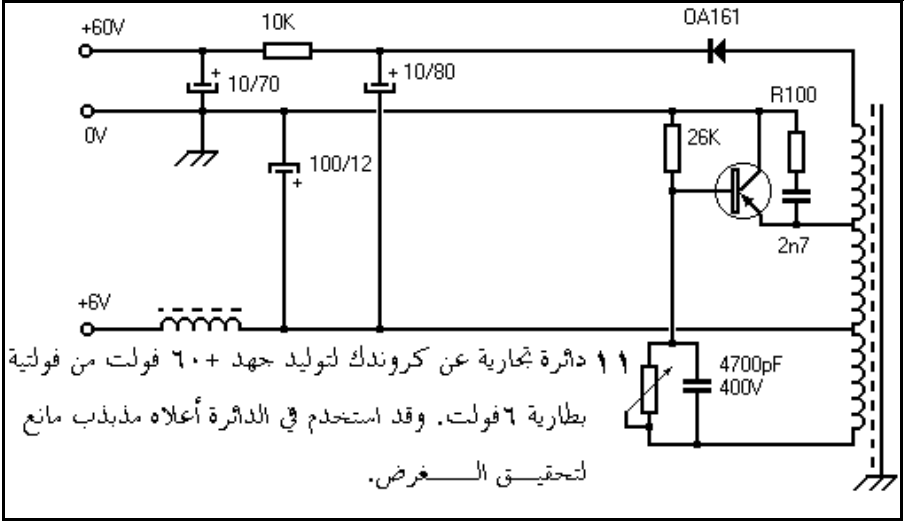 +60V
10K
OA161
10/70
+ 10/80
R100
0V
26K
100/12
+
2n7
+6V
4700pF
400V
١١ دائرة تجارية عن كروندك لتوليد جهد +٦٠ فولت من فولتية
بطارية ٦فولت. وقد استخدم في الدائرة أعلاه مذبذب مانع
لتحقيــق الـــــغرض.